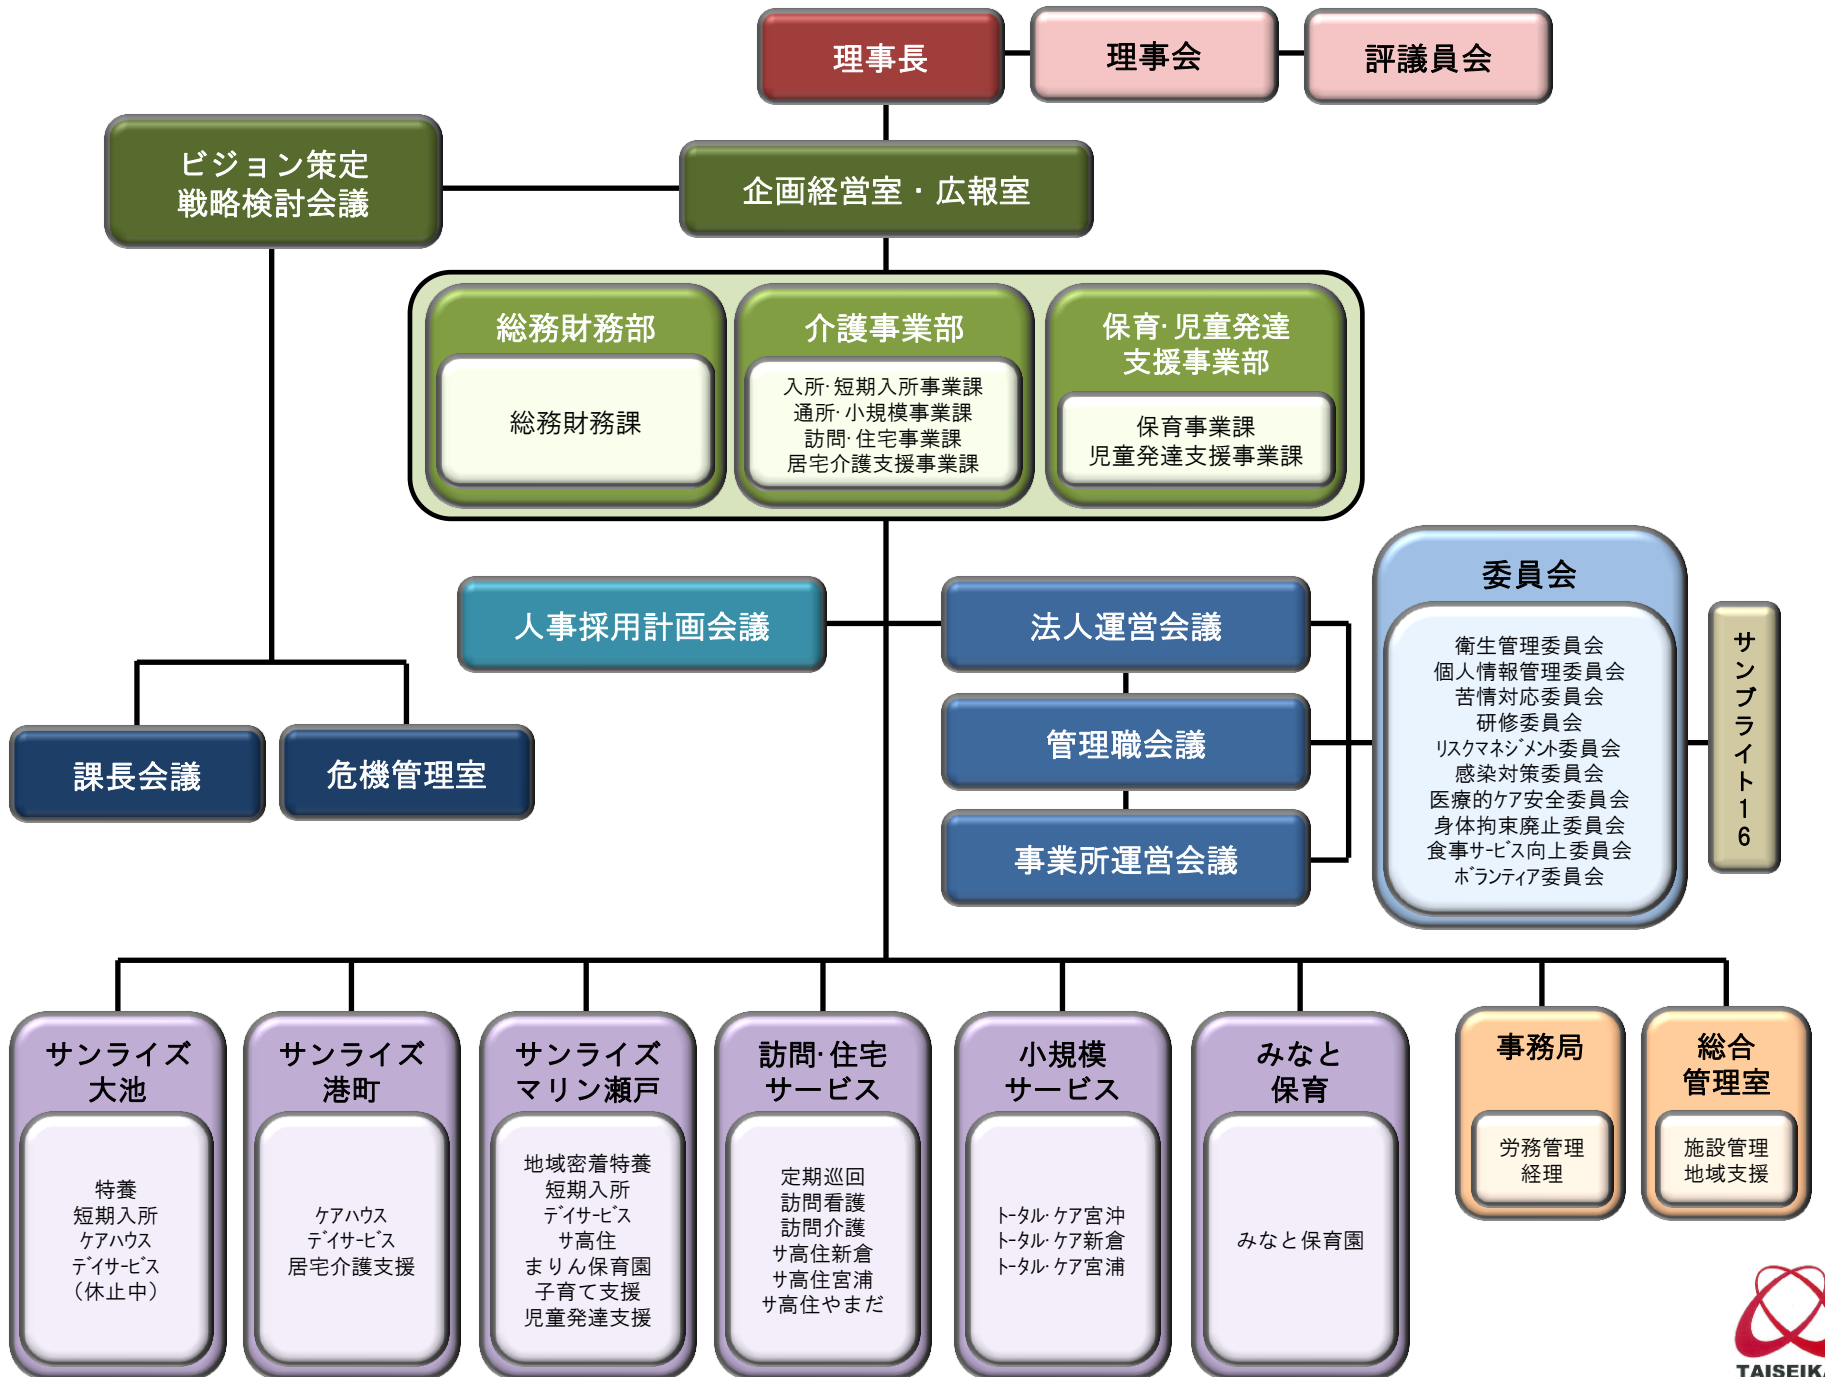 理事長
理事会
評議員会
ビジョン策定
戦略検討会議
企画経営室・広報室
総務財務部
総務財務課
介護事業部
入所・短期入所事業課
通所・小規模事業課
訪問・住宅事業課
居宅介護支援事業課
保育・児童発達
支援事業部
保育事業課
児童発達支援事業課
人事採用計画会議
法人運営会議
管理職会議
事業所運営会議
委員会
衛生管理委員会
個人情報管理委員会
苦情対応委員会
研修委員会
ﾘｽｸﾏﾈｼﾞﾒﾝﾄ委員会
感染対策委員会
医療的ｹｱ安全委員会
身体拘束廃止委員会
食事ｻｰﾋﾞｽ向上委員会
ﾎﾞﾗﾝﾃｨｱ委員会
サンブライト16
課長会議
危機管理室
サンライズ
大池
特養
短期入所
ｹｱﾊｳｽ
ﾃﾞｲｻｰﾋﾞｽ
（休止中）
サンライズ
港町
ｹｱﾊｳｽ
ﾃﾞｲｻｰﾋﾞｽ
居宅介護支援
サンライズ
マリン瀬戸
地域密着特養
短期入所
ﾃﾞｲｻｰﾋﾞｽ
ｻ高住
まりん保育園
子育て支援
児童発達支援
訪問・住宅
サービス
定期巡回
訪問看護
訪問介護
ｻ高住新倉
ｻ高住宮浦
ｻ高住やまだ
小規模
サービス
ﾄｰﾀﾙ･ｹｱ宮沖
ﾄｰﾀﾙ･ｹｱ新倉
ﾄｰﾀﾙ･ｹｱ宮浦
みなと
保育
みなと保育園
事務局
労務管理
経理
総合
管理室
施設管理
地域支援